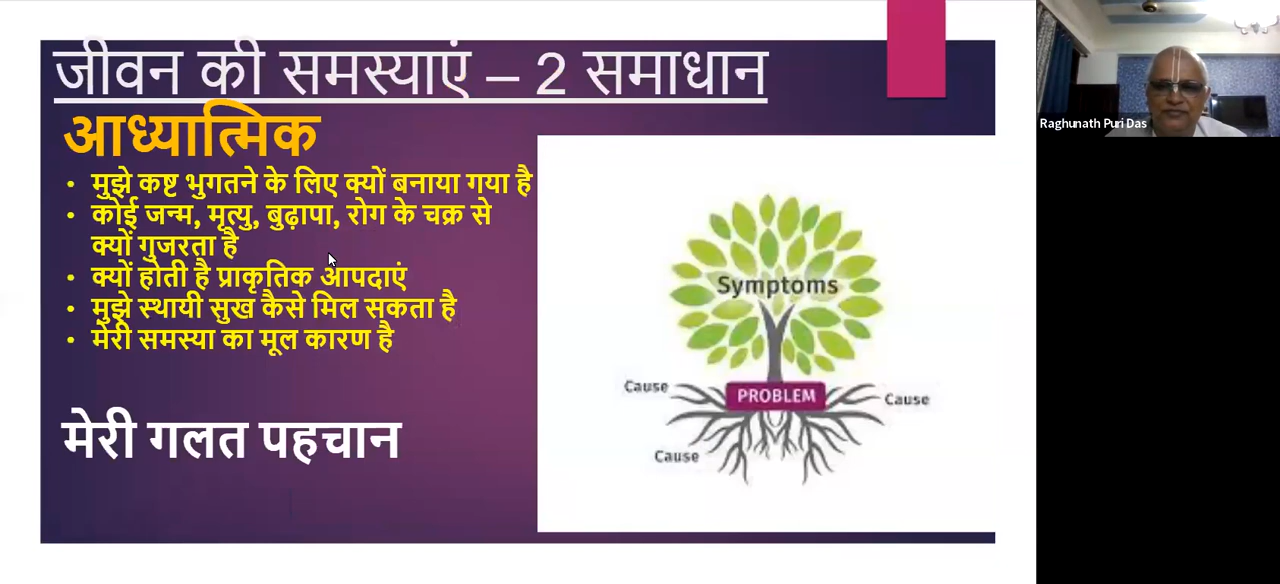 जीवन की समस्याएं – 2 समाधान
आध्यात्मिक
• मुझे कष्ट भुगतने के लिए क्यों बनाया गया है
• कोई जन्म, मृत्यु, बुढ़ापा, रोग के चक्र से
क्यों गुजरता है
• क्यों होती है प्राकृतिक आपदाएं
• मुझे स्थायी सुख कैसे मिल सकता है
• मेरी समस्या का मूल कारण है
मेरी गलत पहचान
Symptoms
PROBLEM
Cause
Cause
Cause
Raghunath Puri Das